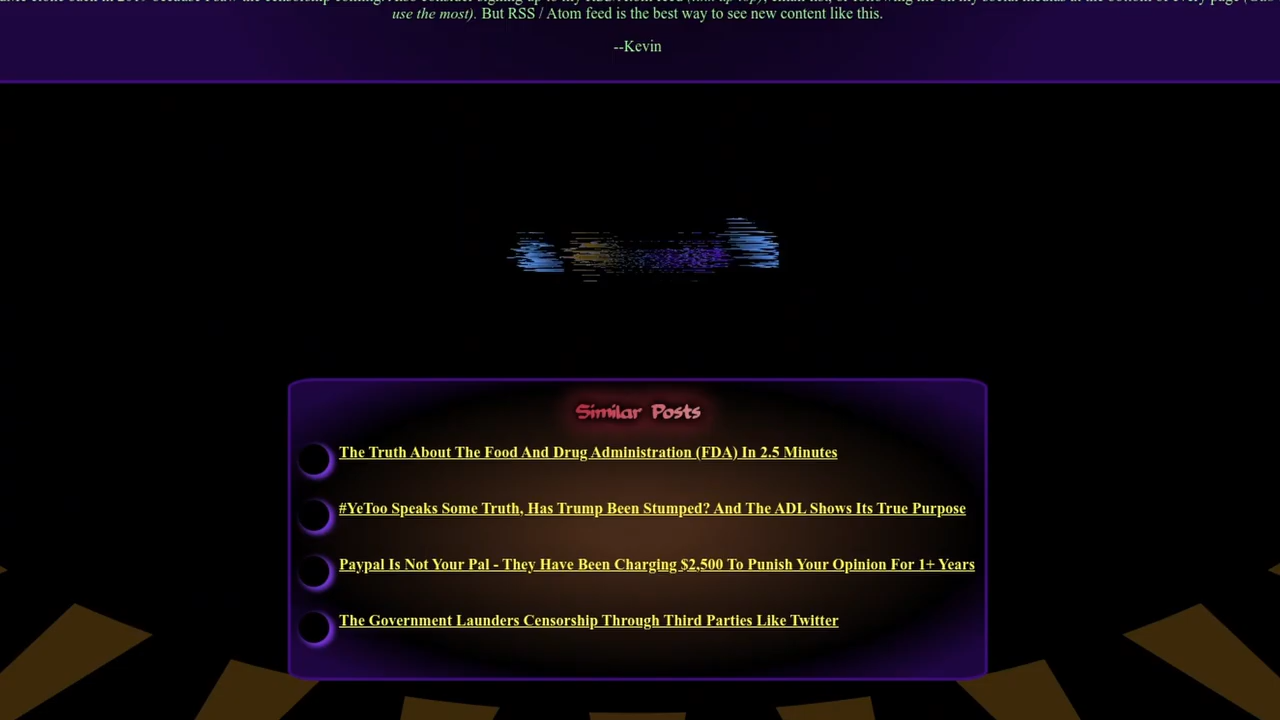 use the most). But RSS / Atom feed is the best way to see new content like this.
--Kevin
Similar Posts
The Truth About The Food And Drug Administration (FDA) In 2.5 Minutes
#YeToo Speaks Some Truth, Has Trump Been Stumped? And The ADL Shows Its True Purpose
Paypal Is Not Your Pal - They Have Been Charging $2,500 To Punish Your Opinion For 1+ Years
The Government Launders Censorship Through Third Parties Like Twitter